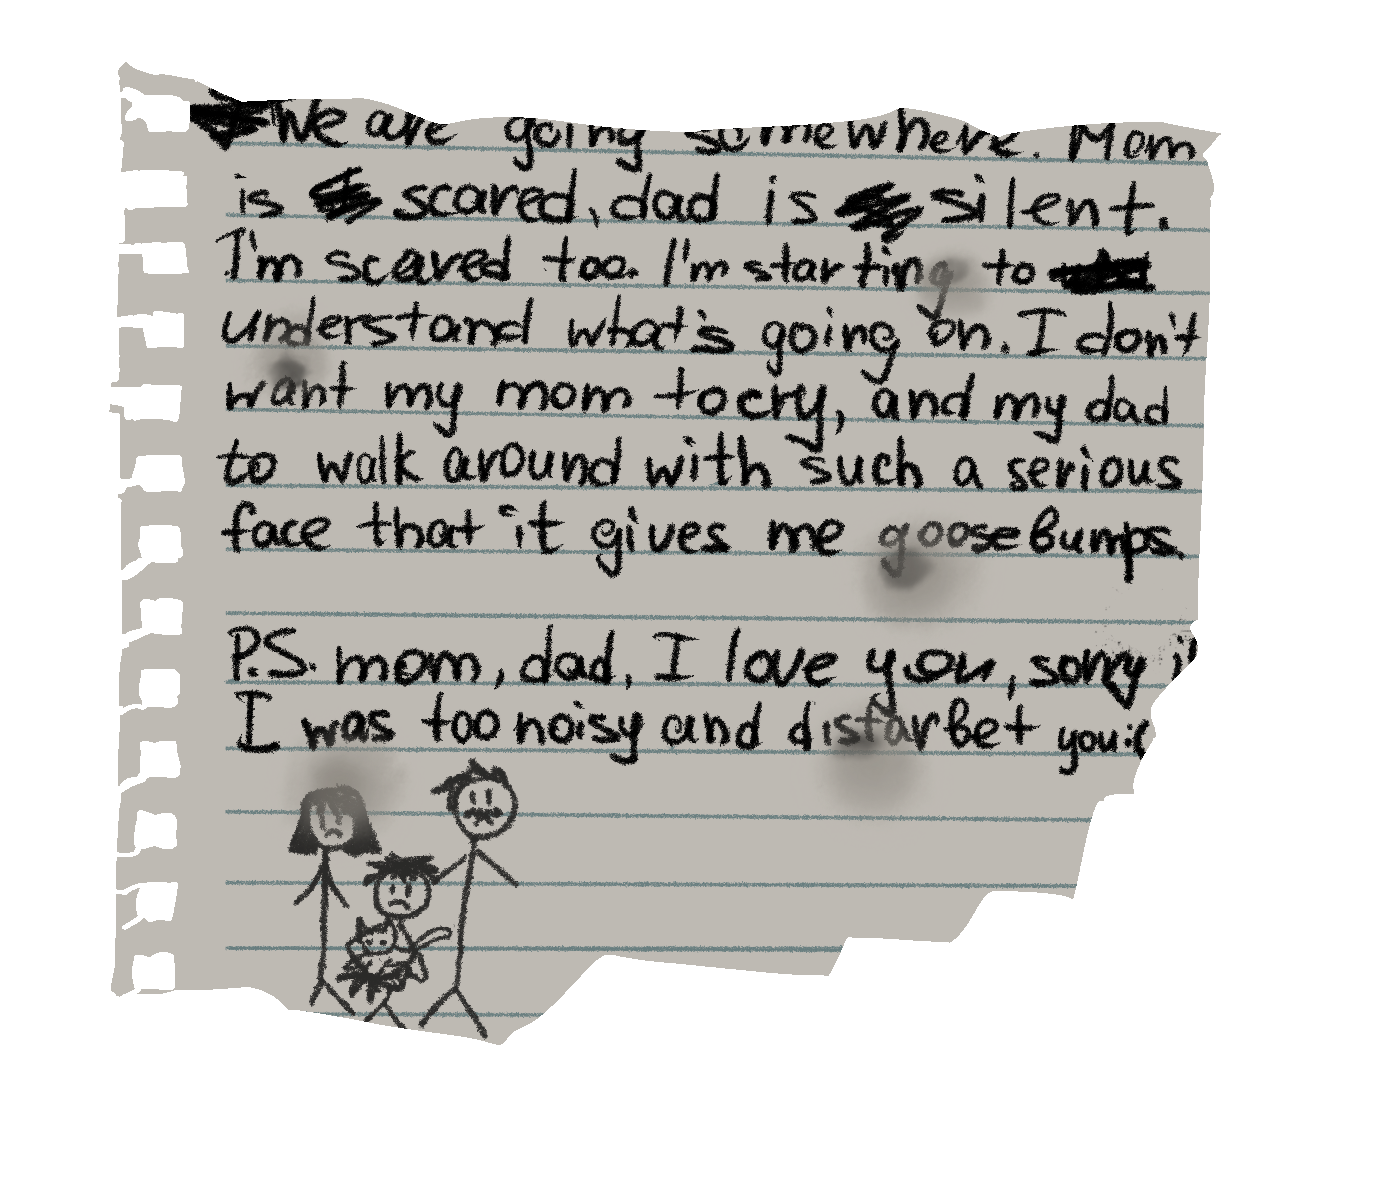 We are going somewhere. Mom
is scared, dad is silent.
I'm scared too. I'm starting to
understand what's going on. I don't
want my mom to cry, and my dad
to walk around with such a serious
face that it gives me goosebumps.
P.S. mom, dad, I love you, sorry if
I was too noisy and distarbet you:(